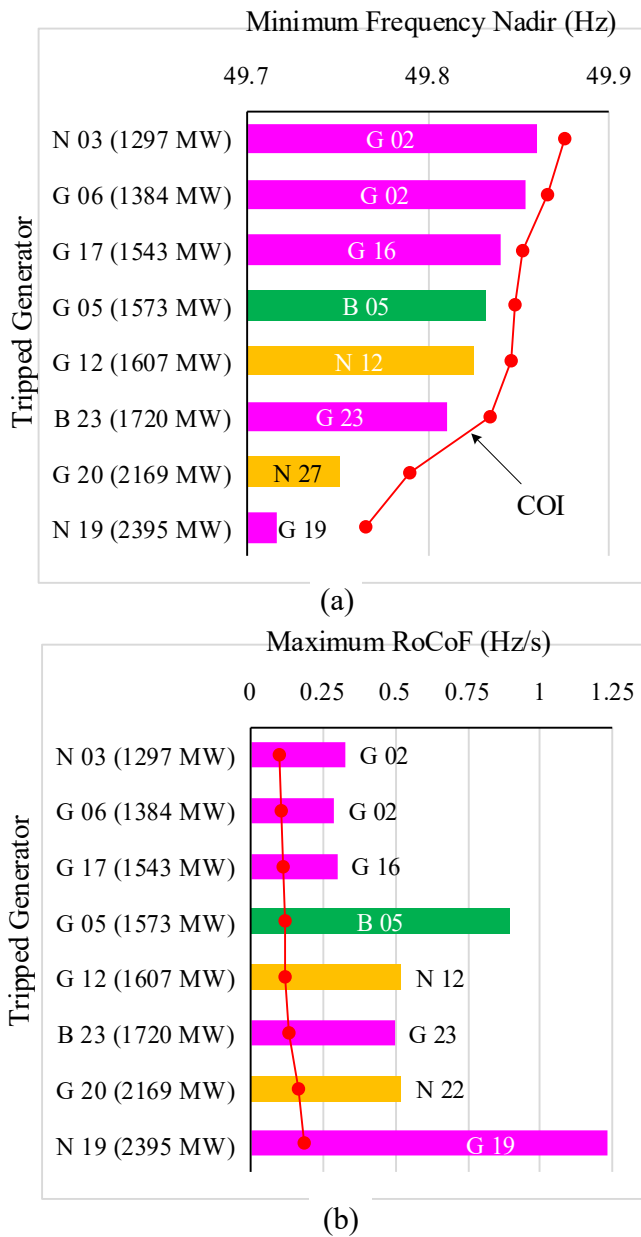 Minimum Frequency Nadir (Hz)
49.7 49.8 49.9
Tripped Generator
N 03 (1297 MW) G 02
G 06 (1384 MW) G 02
G 17 (1543 MW) G 16
G 05 (1573 MW) B 05
G 12 (1607 MW) N 12
B 23 (1720 MW) G 23
G 20 (2169 MW) N 27
N 19 (2395 MW) G 19
COI
(a)
Maximum RoCoF (Hz/s)
0 0.25 0.5 0.75 1 1.25
Tripped Generator
N 03 (1297 MW) G 02
G 06 (1384 MW) G 02
G 17 (1543 MW) G 16
G 05 (1573 MW) B 05
G 12 (1607 MW) N 12
B 23 (1720 MW) G 23
G 20 (2169 MW) N 22
N 19 (2395 MW) G 19
(b)